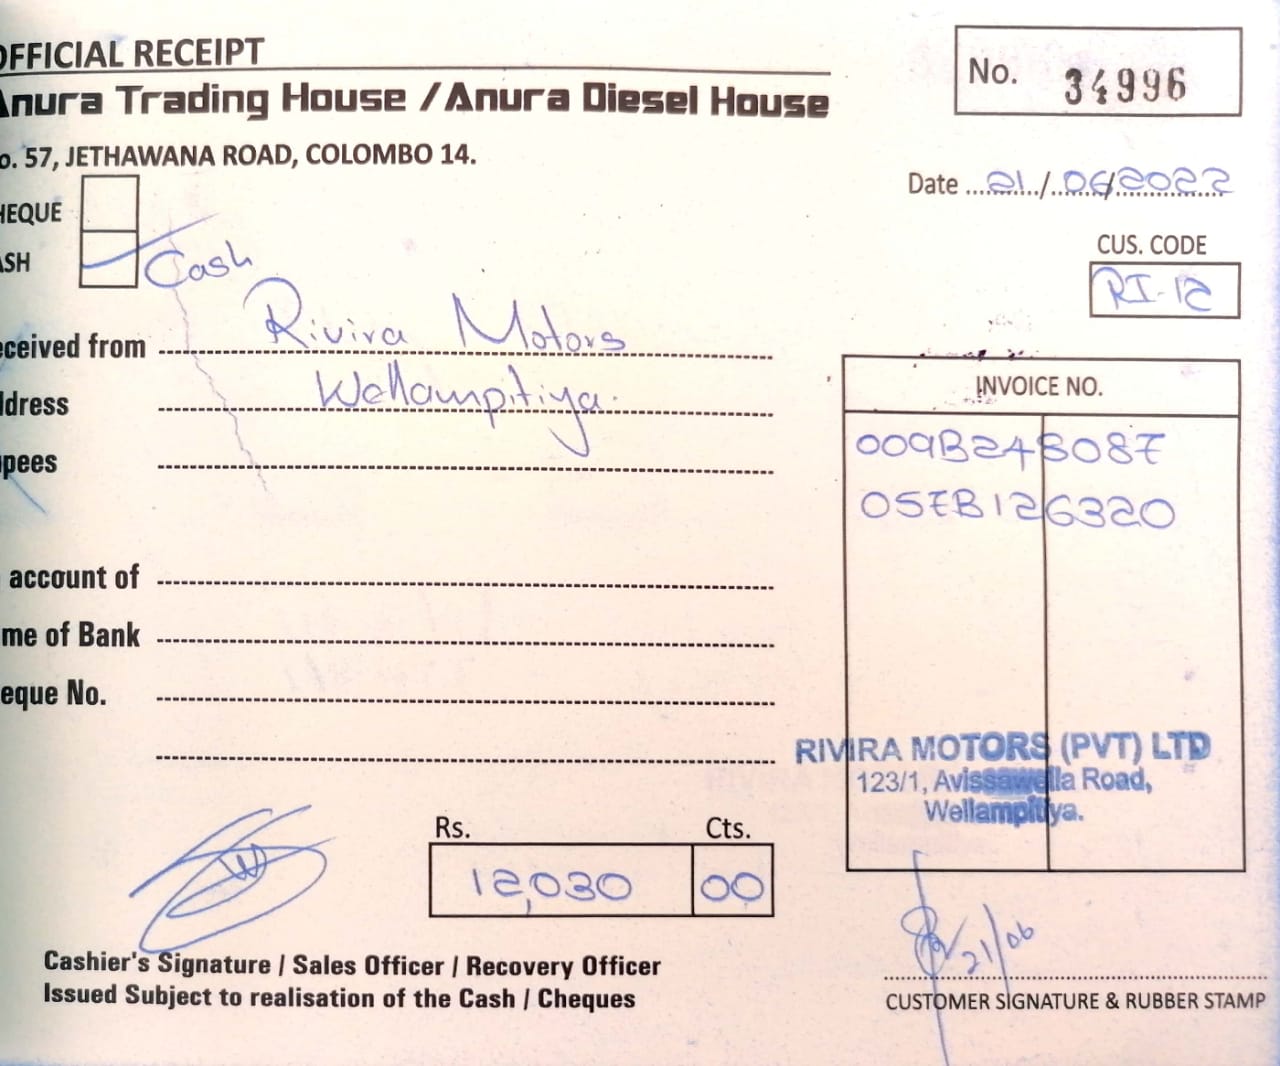 OFFICIAL RECEIPT
Anura Trading House / Anura Diesel House
No. 34996
o. 57, JETHAWANA ROAD, COLOMBO 14.
Date 21/06/2022
HEQUE
ASH Cash
CUS. CODE
RI-12
eceived from Rivira Motors
ddress Wellampitiya.
pees
INVOICE NO.
009B248087
057B126320
account of
me of Bank
eque No.
RIVIRA MOTORS (PVT) LTD
123/1, Avissawella Road,
Wellampitiya.
Rs. Cts.
12,030 00
21/06
Cashier's Signature / Sales Officer / Recovery Officer
Issued Subject to realisation of the Cash / Cheques
CUSTOMER SIGNATURE & RUBBER STAMP